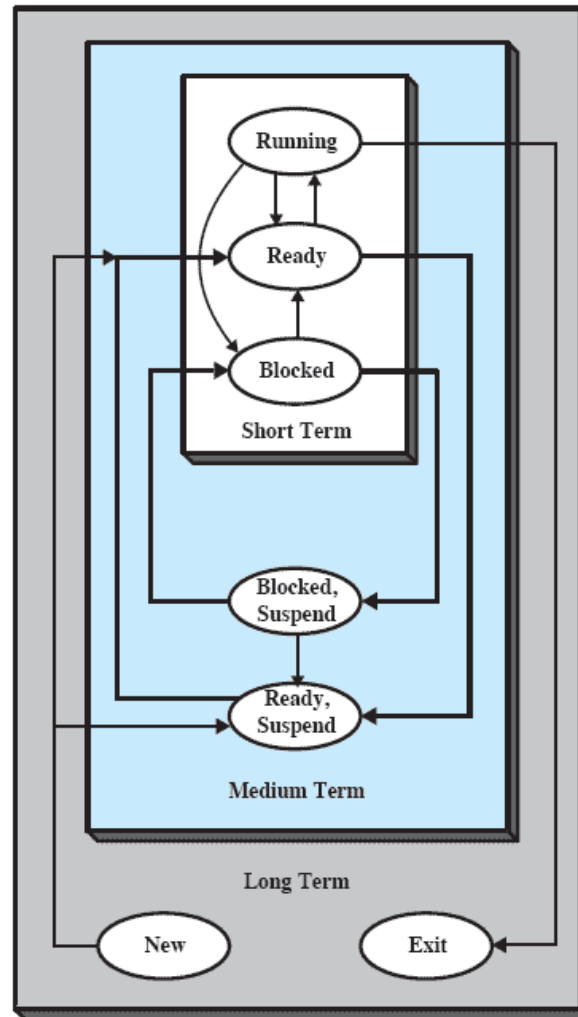 Running
Ready
Blocked
Short Term
Blocked,
Suspend
Ready,
Suspend
Medium Term
Long Term
New
Exit